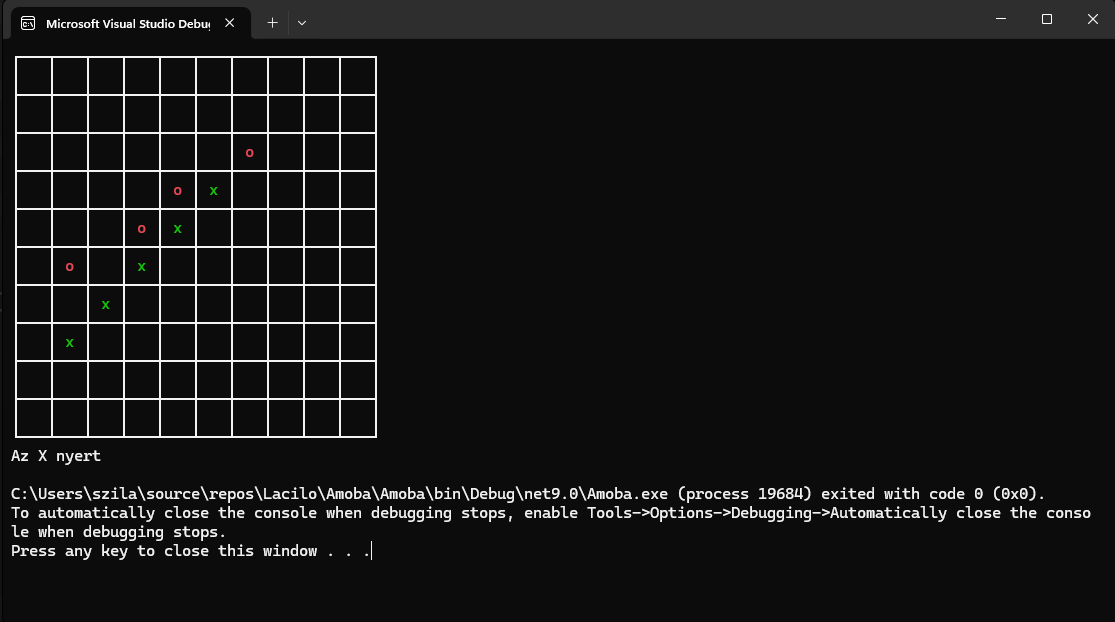 Microsoft Visual Studio Debug
o
o x
o x
o x
x
x
Az X nyert
C:\Users\szila\source\repos\Lacilo\Amoba\Amoba\bin\Debug\net9.0\Amoba.exe (process 19684) exited with code 0 (0x0).
To automatically close the console when debugging stops, enable Tools->Options->Debugging->Automatically close the conso
le when debugging stops.
Press any key to close this window . . .